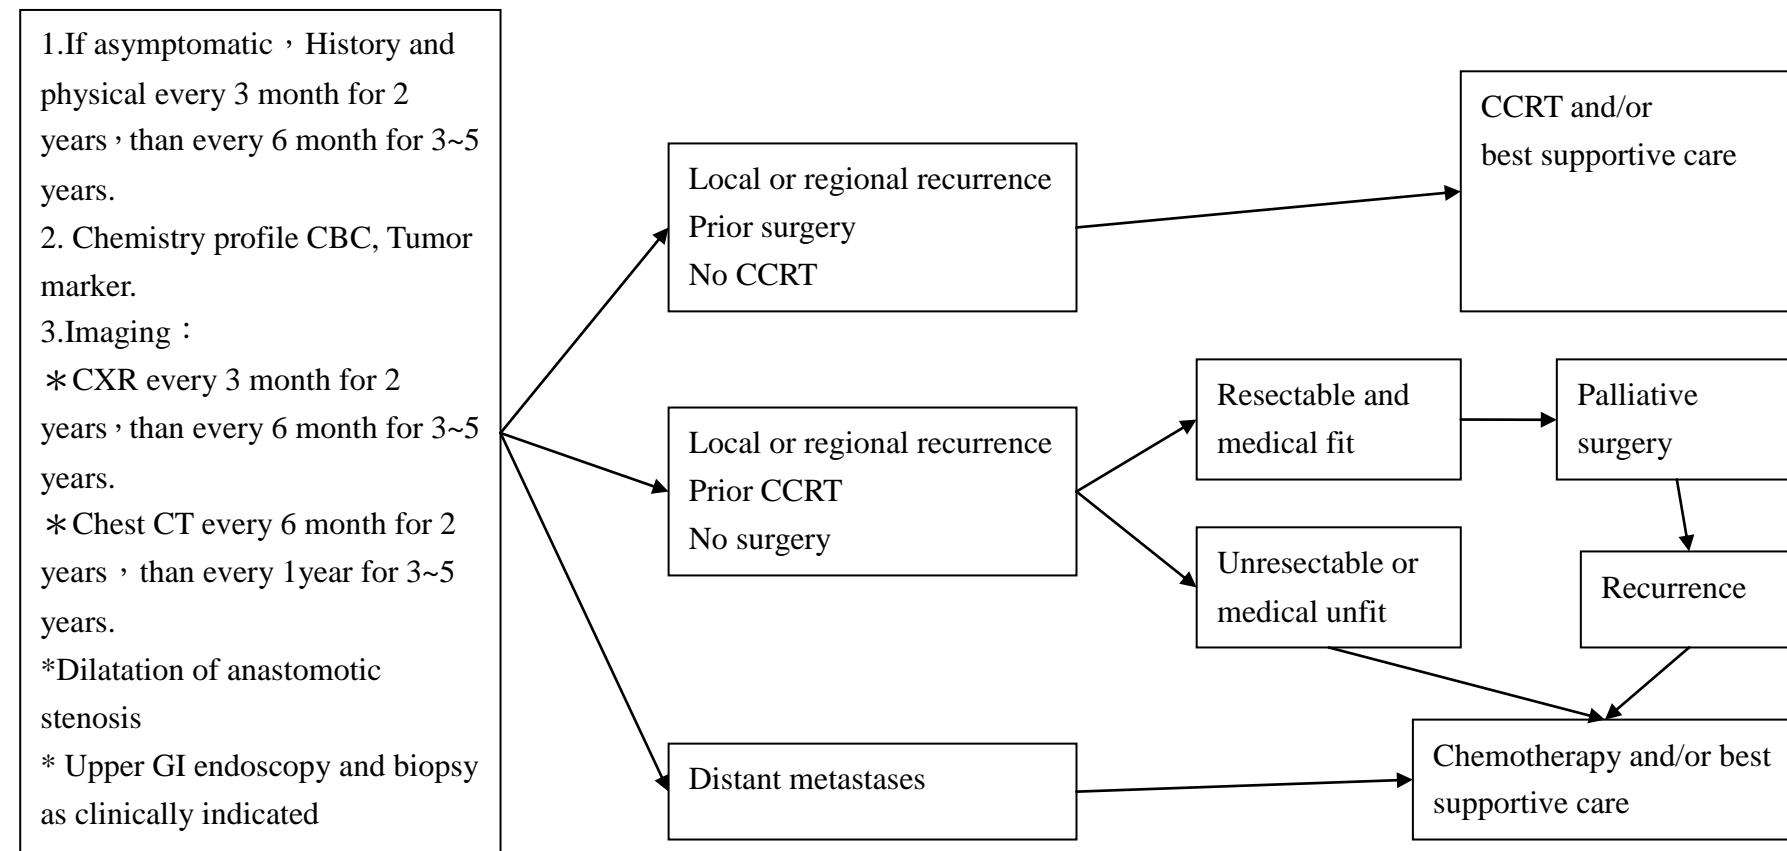 1.If asymptomatic，History and
physical every 3 month for 2
years，than every 6 month for 3~5
years.
2. Chemistry profile CBC, Tumor
marker.
3.Imaging：
＊CXR every 3 month for 2
years，than every 6 month for 3~5
years.
＊Chest CT every 6 month for 2
years，than every 1year for 3~5
years.
*Dilatation of anastomotic
stenosis
* Upper GI endoscopy and biopsy
as clinically indicated
Local or regional recurrence
Prior surgery
No CCRT
CCRT and/or
best supportive care
Local or regional recurrence
Prior CCRT
No surgery
Resectable and
medical fit
Palliative
surgery
Unresectable or
medical unfit
Recurrence
Distant metastases
Chemotherapy and/or best
supportive care